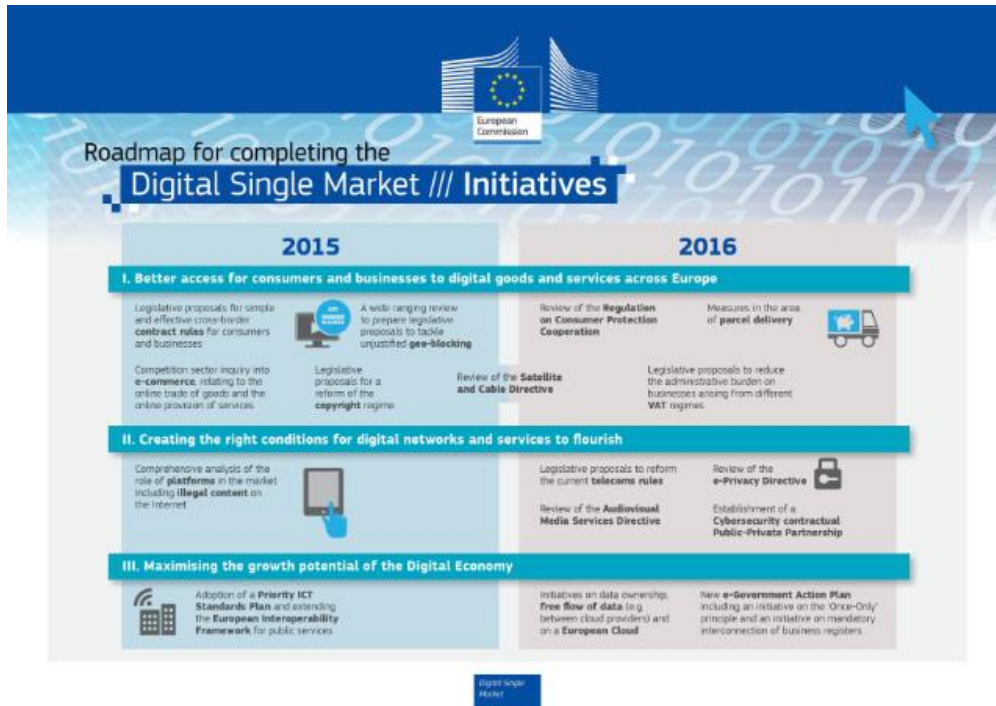 European
Commission
Roadmap for completing the
Digital Single Market /// Initiatives
2015
2016
I. Better access for consumers and businesses to digital goods and services across Europe
Legislative proposals for simple
and effective cross-border
contract rules for consumers
and businesses
A wide ranging review
to prepare legislative
proposals to tackle
unjustified geo-blocking
Review of the Regulation
on Consumer Protection
Cooperation
Measures in the area
of parcel delivery
Competition sector inquiry into
e-commerce, relating to the
online trade of goods and the
online provision of services
Legislative
proposals for a
reform of the
copyright regime
Review of the Satellite
and Cable Directive
Legislative proposals to reduce
the administrative burden on
businesses arising from different
VAT regimes
II. Creating the right conditions for digital networks and services to flourish
Comprehensive analysis of the
role of platforms in the market
including illegal content on
the Internet
Legislative proposals to reform
the current telecoms rules
Review of the
e-Privacy Directive
Review of the Audiovisual
Media Services Directive
Establishment of a
Cybersecurity contractual
Public-Private Partnership
III. Maximising the growth potential of the Digital Economy
Adoption of a Priority ICT
Standards Plan and extending
the European Interoperability
Framework for public services
Initiatives on data ownership,
free flow of data (e.g.
between cloud providers) and
on a European Cloud
New e-Government Action Plan
including an initiative on the 'Once-Only'
principle and an initiative on mandatory
interconnection of business registers
Digital Single
Market